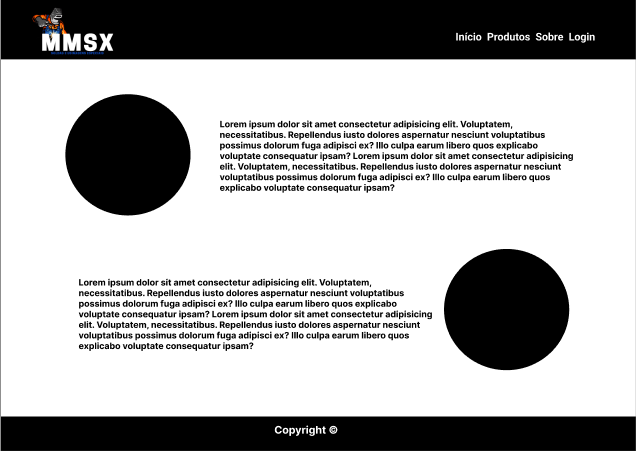 MMSX
Início Produtos Sobre Login
Lorem ipsum dolor sit amet consectetur adipisicing elit. Voluptatem,
necessitatibus. Repellendus iusto dolores aspernatur nesciunt voluptatibus
possimus dolorum fuga adipisci ex? Illo culpa earum libero quos explicabo
voluptate consequatur ipsam? Lorem ipsum dolor sit amet consectetur adipisicing
elit. Voluptatem, necessitatibus. Repellendus iusto dolores aspernatur nesciunt
voluptatibus possimus dolorum fuga adipisci ex? Illo culpa earum libero quos
explicabo voluptate consequatur ipsam?
Lorem ipsum dolor sit amet consectetur adipisicing elit. Voluptatem,
necessitatibus. Repellendus iusto dolores aspernatur nesciunt voluptatibus
possimus dolorum fuga adipisci ex? Illo culpa earum libero quos explicabo
voluptate consequatur ipsam? Lorem ipsum dolor sit amet consectetur adipisicing
elit. Voluptatem, necessitatibus. Repellendus iusto dolores aspernatur nesciunt
voluptatibus possimus dolorum fuga adipisci ex? Illo culpa earum libero quos
explicabo voluptate consequatur ipsam?
Copyright ©